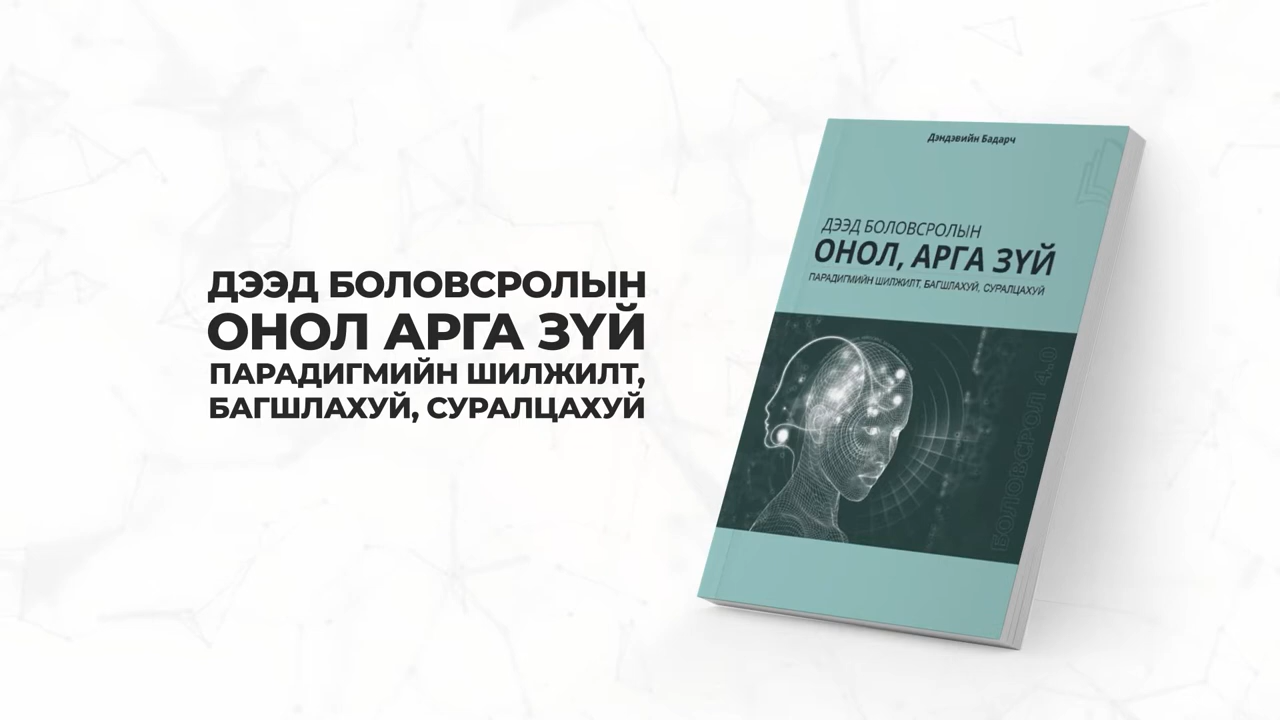 ДЭЭД БОЛОВСРОЛЫН
ОНОЛ АРГА ЗҮЙ
ПАРАДИГМИЙН ШИЛЖИЛТ,
БАГШЛАХУЙ, СУРАЛЦАХУЙ
Дэндэвийн Бадарч
ДЭЭД БОЛОВСРОЛЫН
ОНОЛ, АРГА ЗҮЙ
ПАРАДИГМИЙН ШИЛЖИЛТ, БАГШЛАХУЙ, СУРАЛЦАХУЙ
БОЛОВСРОЛ 4.0